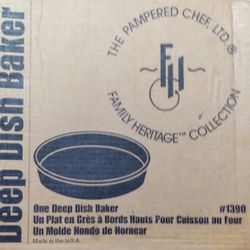 Deep Dish Baker
THE PAMPERED CHEF, LTD.®
FH
FAMILY HERITAGE™ COLLECTION
One Deep Dish Baker #1390
Un Plat en Grès à Bords Hauts Pour Cuisson au Four
Un Molde Hondo de Hornear
Made in the U.S.A.